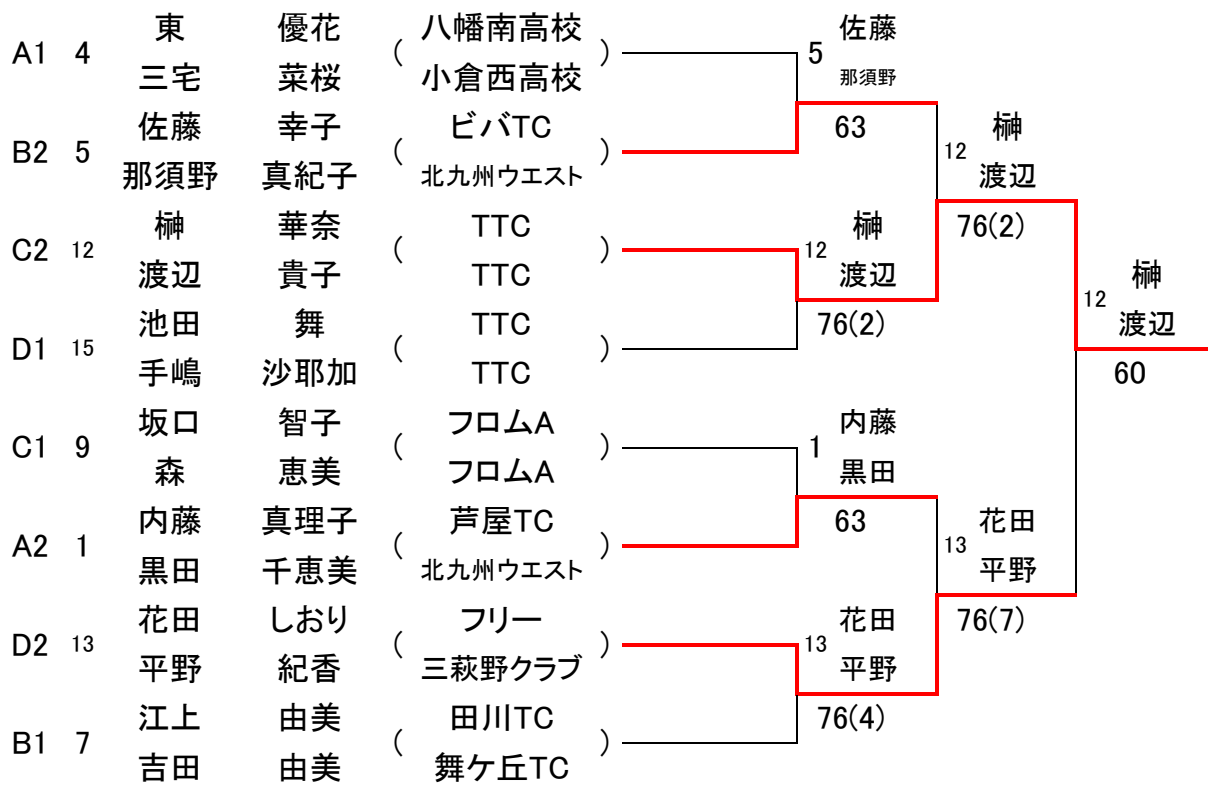 A1 4 東 優花 ( 八幡南高校 )
三宅 菜桜 小倉西高校
B2 5 佐藤 幸子 ( ビバTC )
那須野 真紀子 北九州ウエスト
C2 12 榊 華奈 ( TTC )
渡辺 貴子 TTC
D1 15 池田 舞 ( TTC )
手嶋 沙耶加 TTC
C1 9 坂口 智子 ( フロムA )
森 恵美 フロムA
A2 1 内藤 真理子 ( 芦屋TC )
黒田 千恵美 北九州ウエスト
D2 13 花田 しおり ( フリー )
平野 紀香 三萩野クラブ
B1 7 江上 由美 ( 田川TC )
吉田 由美 舞ケ丘TC
5 佐藤
那須野
63
12 榊
渡辺
76(2)
1 内藤
黒田
63
13 花田
平野
76(4)
12 榊
渡辺
76(2)
13 花田
平野
76(7)
12 榊
渡辺
60